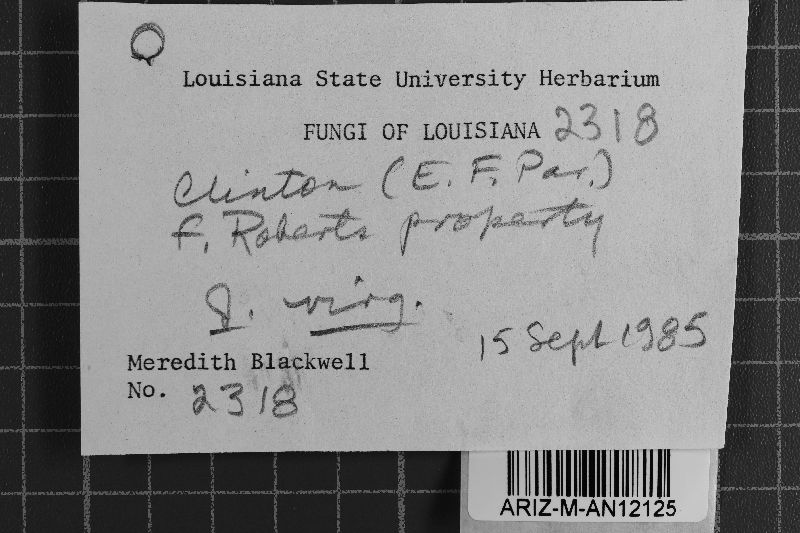 Louisiana State University Herbarium
FUNGI OF LOUISIANA 2318
Clinton (E. F. Par.)
F. Roberts property
J. virg.
15 Sept 1985
Meredith Blackwell
No. 2318
ARIZ-M-AN12125